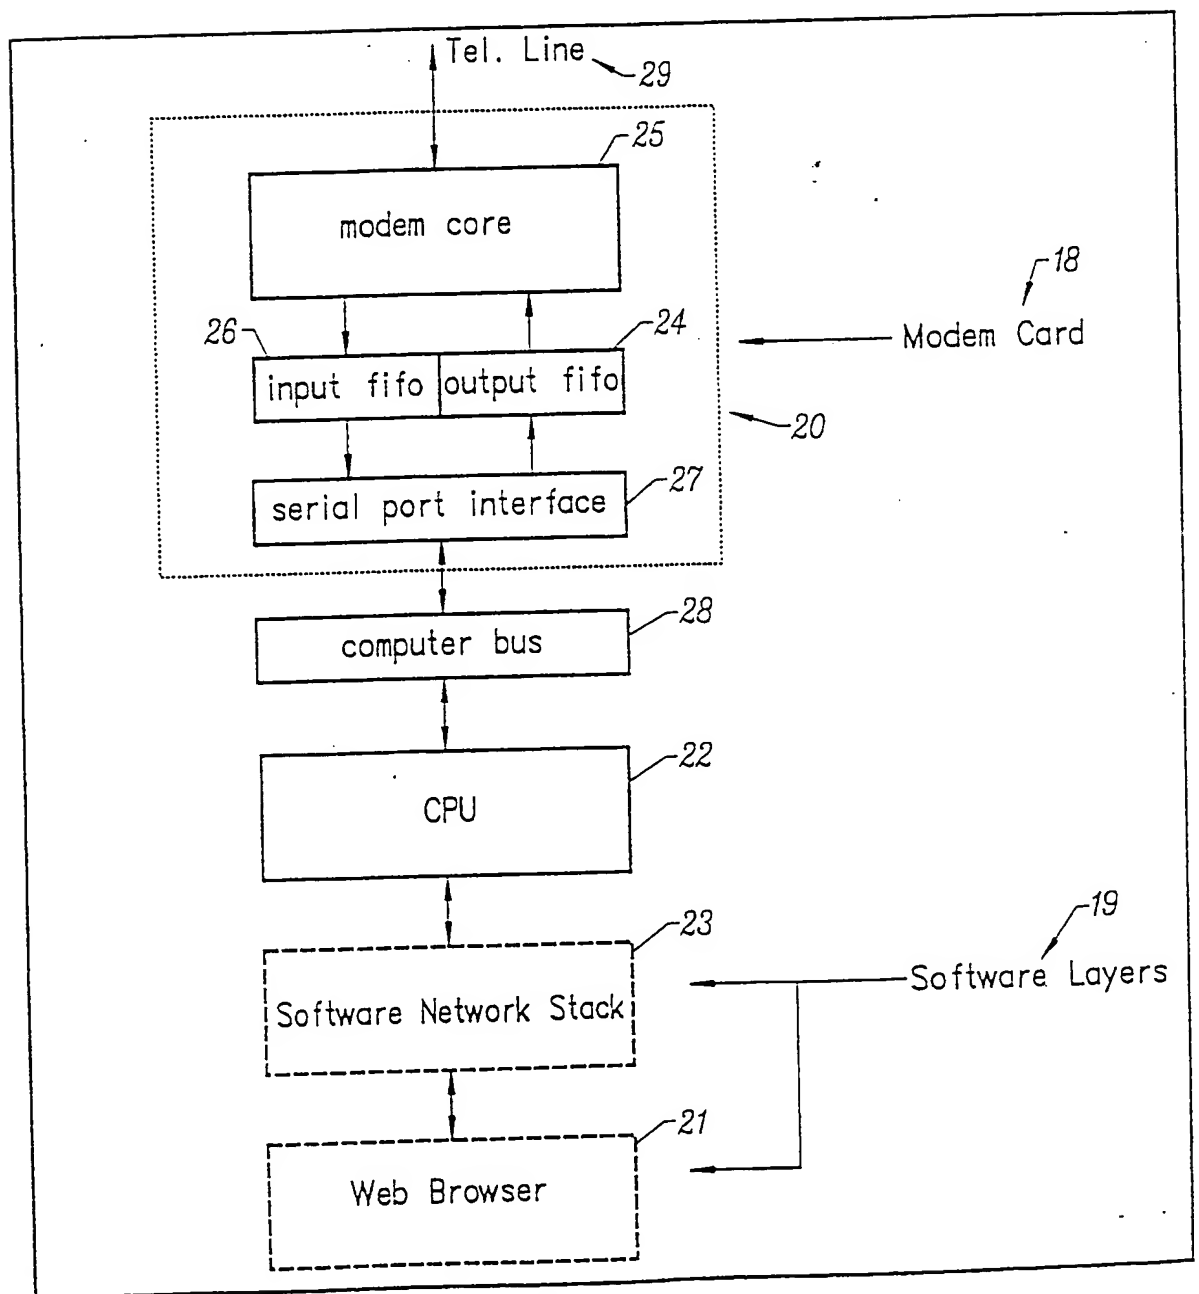 Tel. Line
29
25
modem core
18
Modem Card
26
24
input fifo
output fifo
20
27
serial port interface
28
computer bus
22
CPU
23
19
Software Layers
Software Network Stack
21
Web Browser